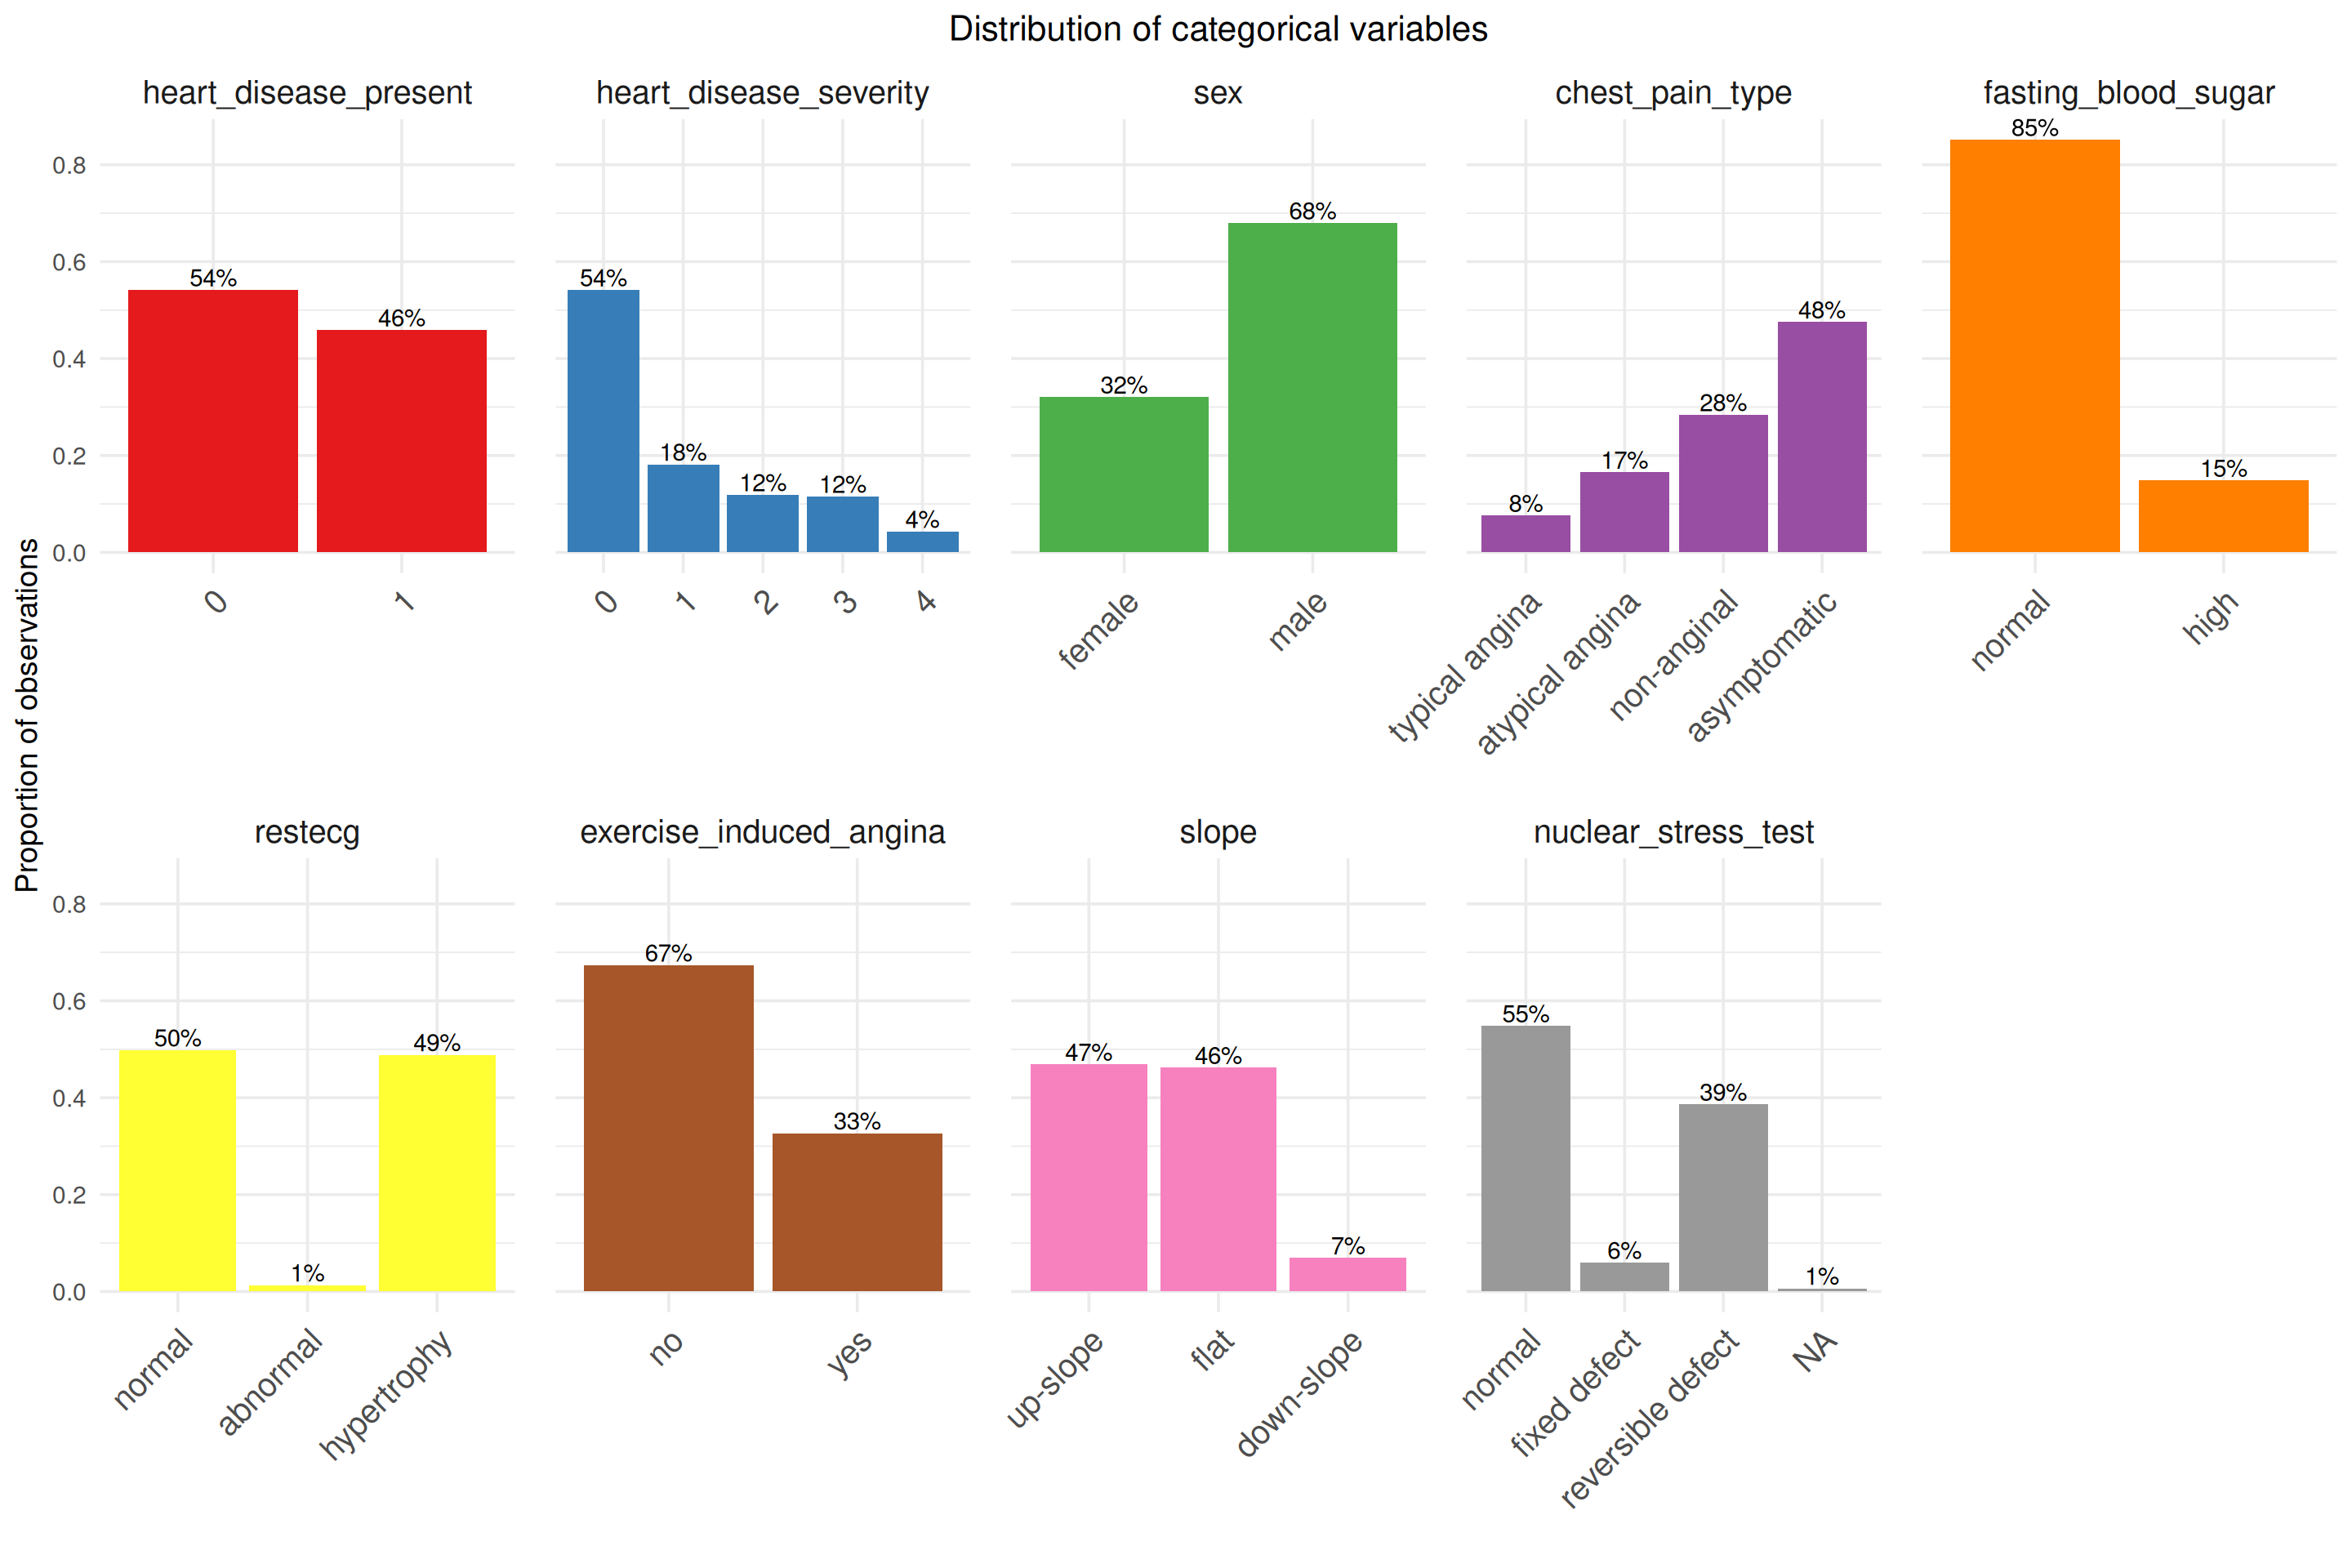 Distribution of categorical variables
heart_disease_present
heart_disease_severity
sex
chest_pain_type
fasting_blood_sugar
Proportion of observations
0.8
0.6
0.4
0.2
0.0
54%
46%
0
1
54%
18%
12%
12%
4%
0
1
2
3
4
32%
68%
female
male
8%
17%
28%
48%
typical angina
atypical angina
non-anginal
asymptomatic
85%
15%
normal
high
restecg
exercise_induced_angina
slope
nuclear_stress_test
0.8
0.6
0.4
0.2
0.0
50%
1%
49%
normal
abnormal
hypertrophy
67%
33%
no
yes
47%
46%
7%
up-slope
flat
down-slope
55%
6%
39%
1%
normal
fixed defect
reversible defect
NA